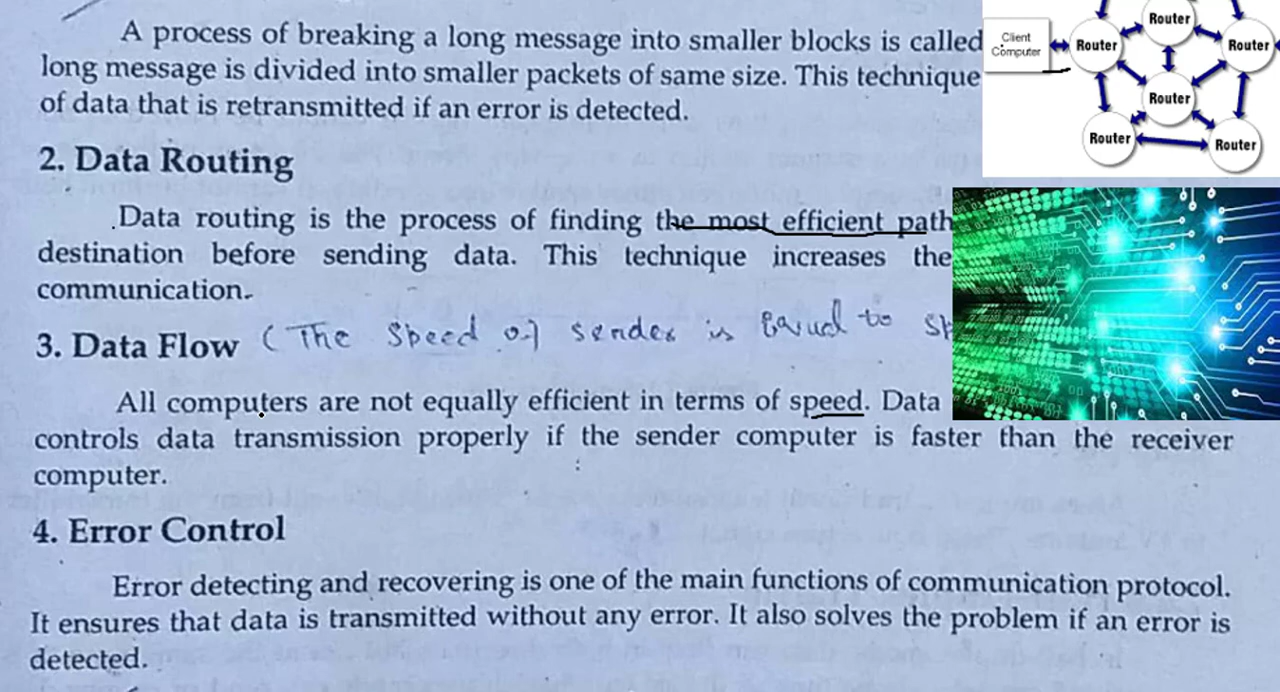 A process of breaking a long message into smaller blocks is called
long message is divided into smaller packets of same size. This technique
of data that is retransmitted if an error is detected.
2. Data Routing
Data routing is the process of finding the most efficient path
destination before sending data. This technique increases the
communication.
3. Data Flow (The Speed of sender is Equal to
All computers are not equally efficient in terms of speed. Data
controls data transmission properly if the sender computer is faster than the receiver
computer.
4. Error Control
Error detecting and recovering is one of the main functions of communication protocol.
It ensures that data is transmitted without any error. It also solves the problem if an error is
detected.
Client
Computer
Router
Router
Router
Router
Router
Router